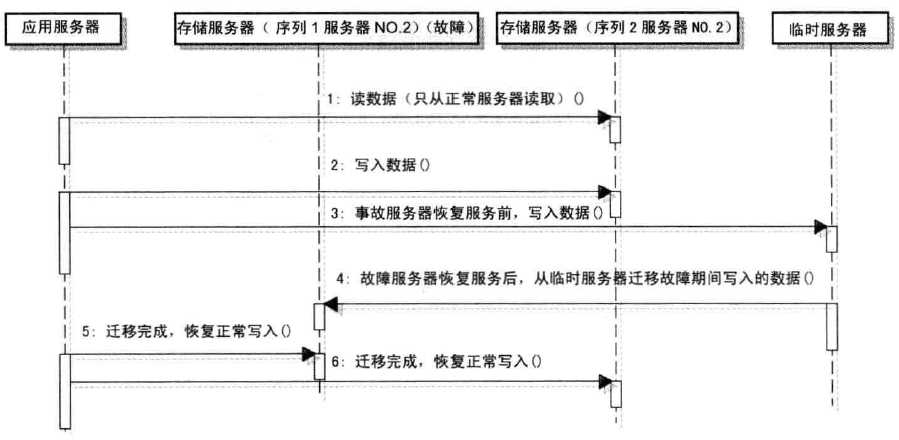 应用服务器
存储服务器（序列1服务器NO.2）（故障）
存储服务器（序列2服务器NO.2）
临时服务器
1: 读数据（只从正常服务器读取）()
2: 写入数据()
3: 事故服务器恢复服务前，写入数据()
4: 故障服务器恢复服务后，从临时服务器迁移故障期间写入的数据()
5: 迁移完成，恢复正常写入()
6: 迁移完成，恢复正常写入()